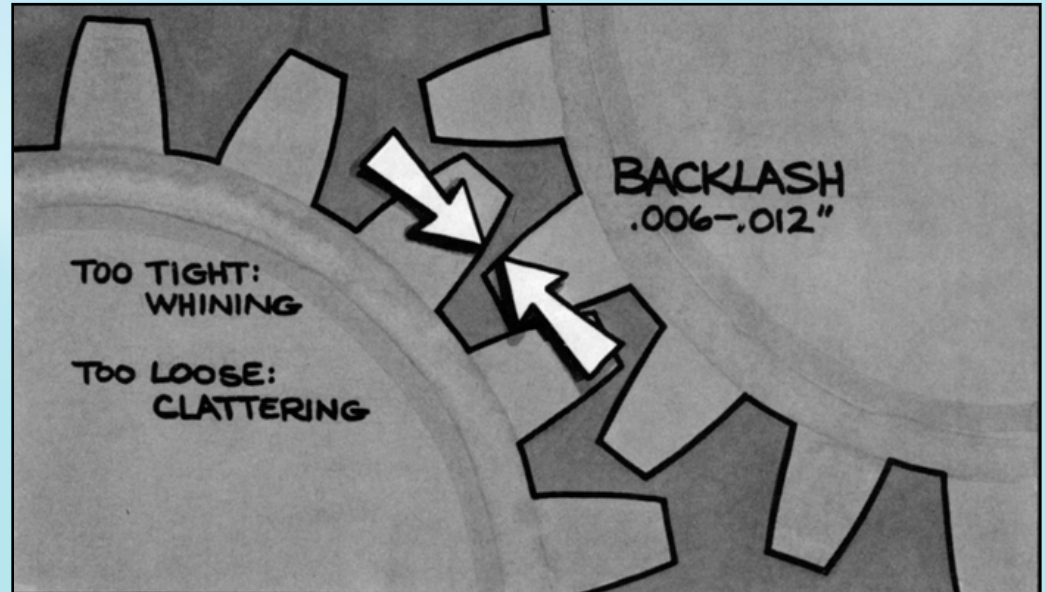 BACKLASH
.006–.012"
TOO TIGHT:
WHINING
TOO LOOSE:
CLATTERING